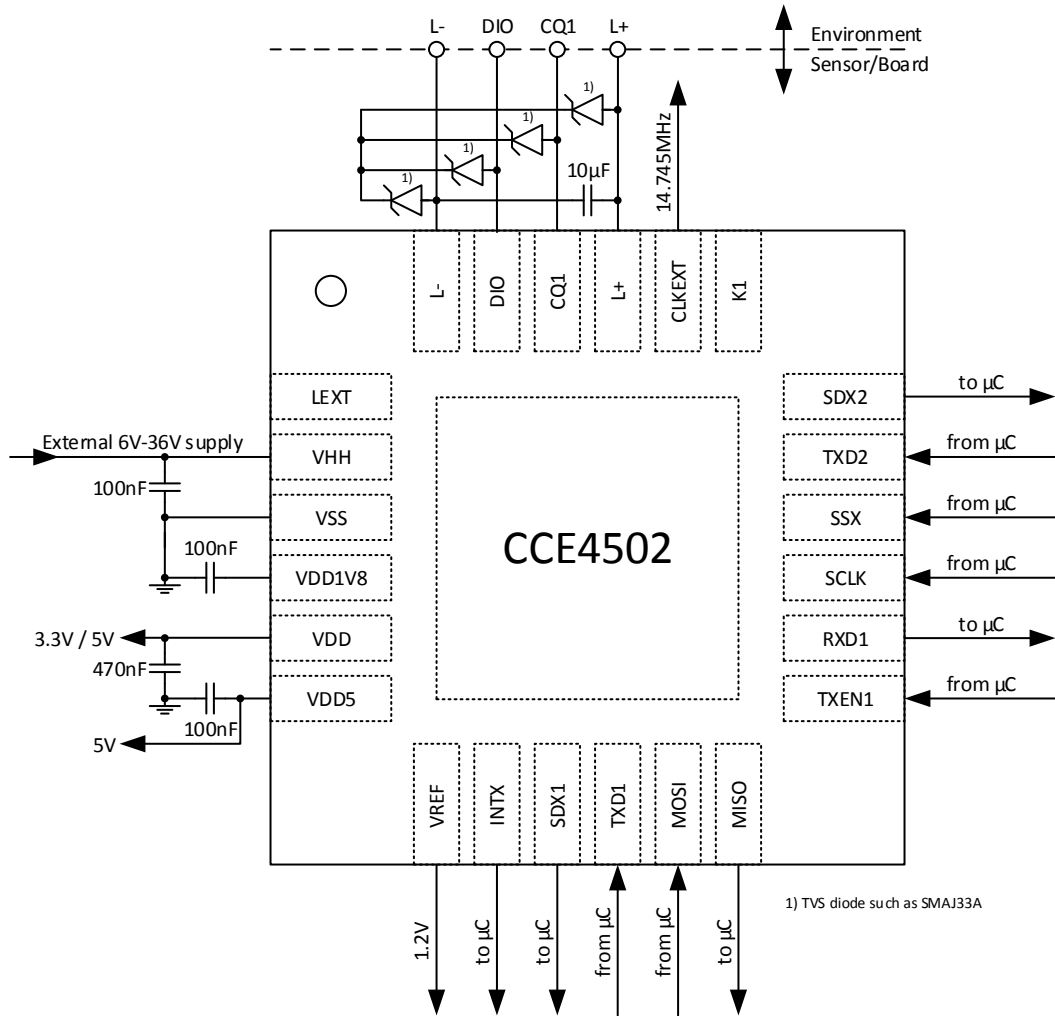 L- DIO CQ1 L+
Environment
Sensor/Board
1)
1)
1)
1)
10µF
14.745MHz
L- DIO CQ1 L+ CLKEXT K1
LEXT
SDX2
to µC
External 6V-36V supply
VHH
TXD2
from µC
100nF
VSS
SSX
from µC
100nF
VDD1V8
SCLK
from µC
CCE4502
3.3V / 5V
VDD
RXD1
to µC
470nF
VDD5
TXEN1
from µC
100nF
5V
VREF INTX SDX1 TXD1 MOSI MISO
1.2V to µC to µC from µC from µC to µC
1) TVS diode such as SMAJ33A